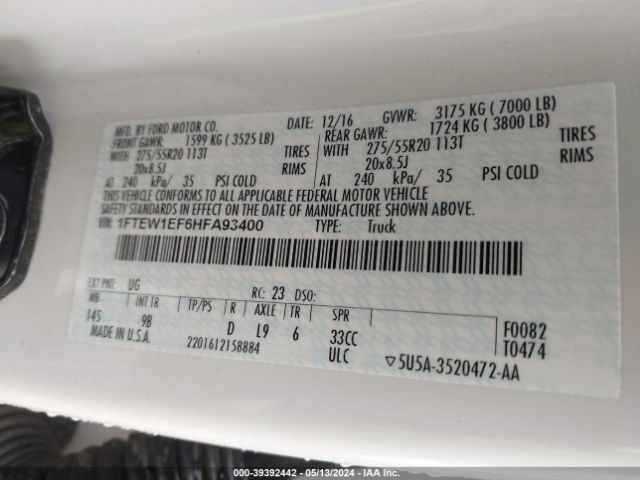 MFD. BY FORD MOTOR CO. DATE: 12/16 GVWR: 3175 KG ( 7000 LB)
FRONT GAWR: 1599 KG ( 3525 LB) REAR GAWR: 1724 KG ( 3800 LB)
WITH 275/55R20 113T TIRES WITH 275/55R20 113T TIRES
20x8.5J RIMS 20x8.5J RIMS
AT 240 kPa/ 35 PSI COLD AT 240 kPa/ 35 PSI COLD
THIS VEHICLE CONFORMS TO ALL APPLICABLE FEDERAL MOTOR VEHICLE
SAFETY STANDARDS IN EFFECT ON THE DATE OF MANUFACTURE SHOWN ABOVE.
VIN: 1FTEW1EF6HFA93400 TYPE: Truck
EXT PNT: UG RC: 23 DSO:
WB INT TR TP/PS R AXLE TR SPR
145 9B D L9 6 33CC F0082
MADE IN U.S.A. 2201612158884 ULC T0474
▽5U5A-3520472-AA
000-39392442 - 05/13/2024 - IAA Inc.